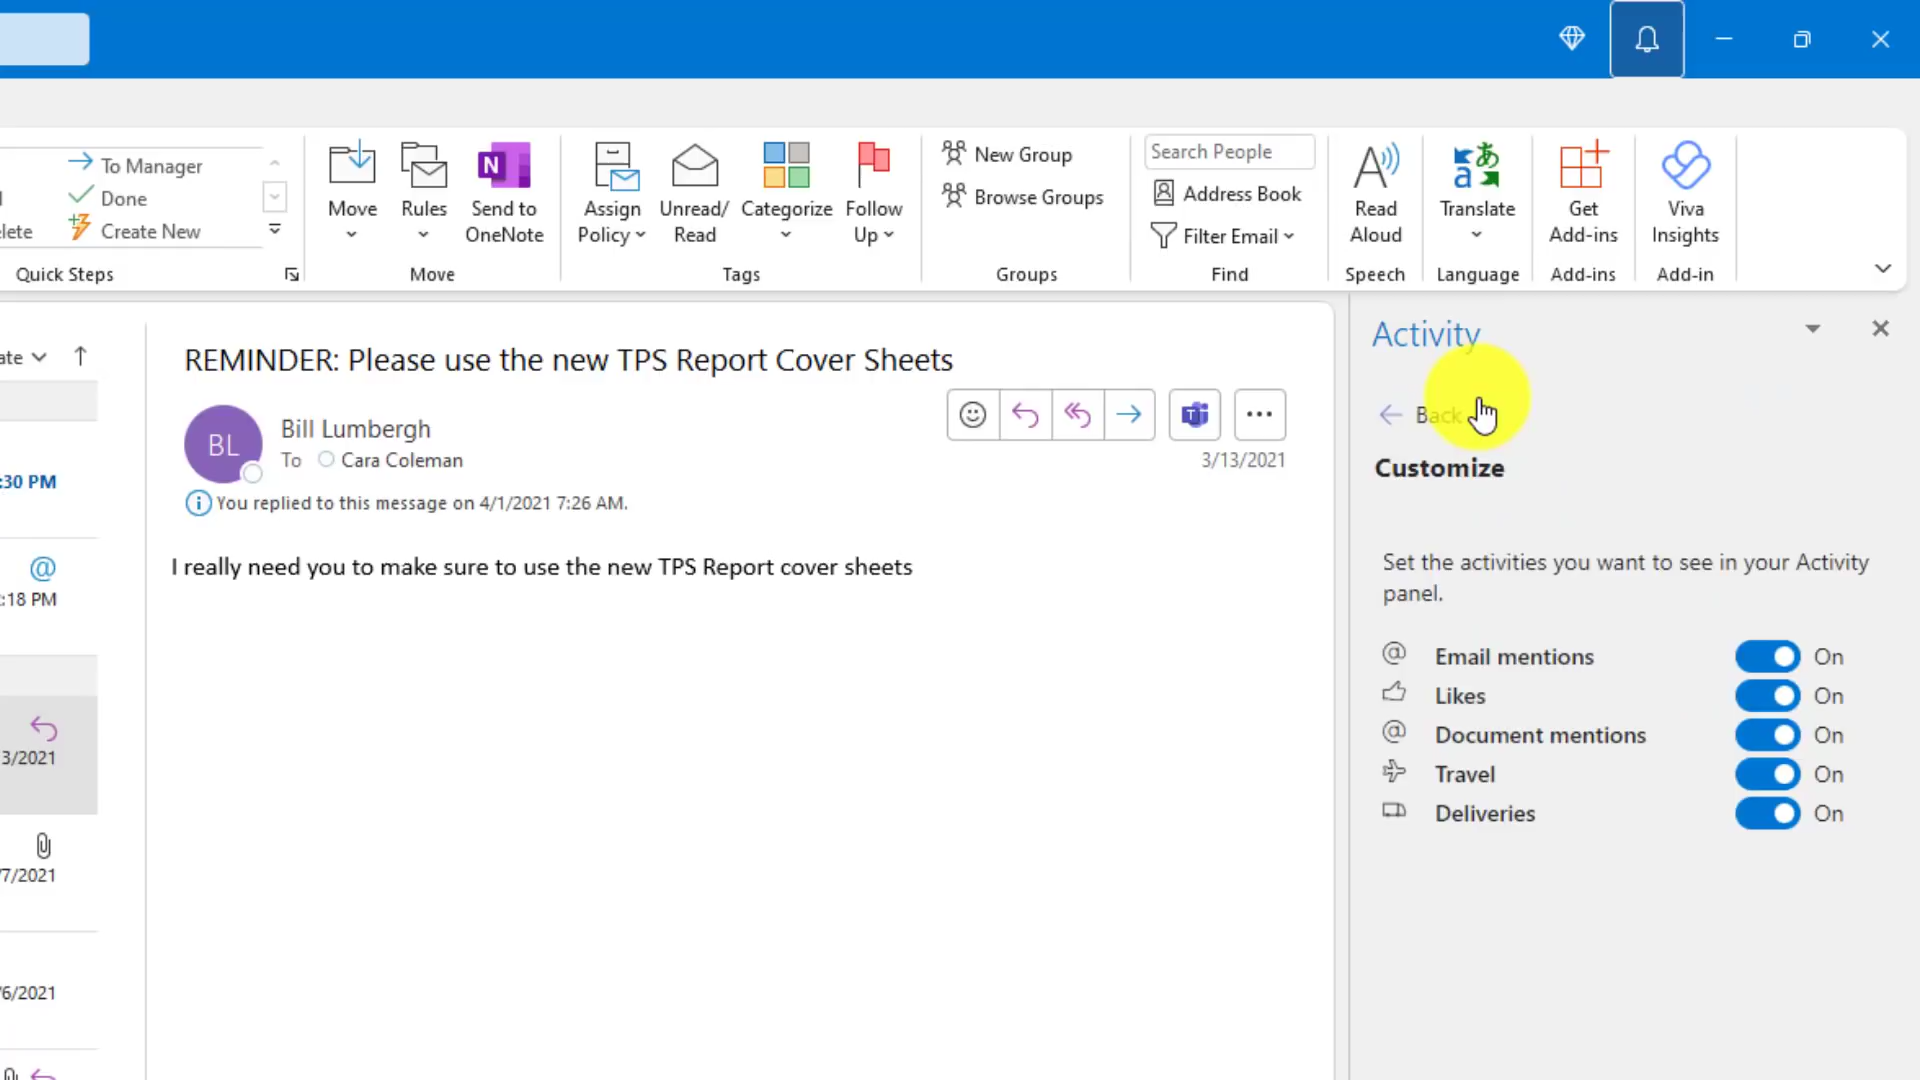 To Manager
Done
Create New
lete
Quick Steps
Move
Rules
Send to
OneNote
Move
Assign
Policy
Unread/
Read
Categorize
Follow
Up
Tags
New Group
Browse Groups
Groups
Search People
Address Book
Filter Email
Find
Read
Aloud
Speech
Translate
Language
Get
Add-ins
Add-ins
Viva
Insights
Add-in
ate
:30 PM
@
:18 PM
3/2021
/7/2021
/6/2021
REMINDER: Please use the new TPS Report Cover Sheets
BL
Bill Lumbergh
To Cara Coleman
3/13/2021
You replied to this message on 4/1/2021 7:26 AM.
I really need you to make sure to use the new TPS Report cover sheets
Activity
Back
Customize
Set the activities you want to see in your Activity
panel.
Email mentions On
Likes On
Document mentions On
Travel On
Deliveries On